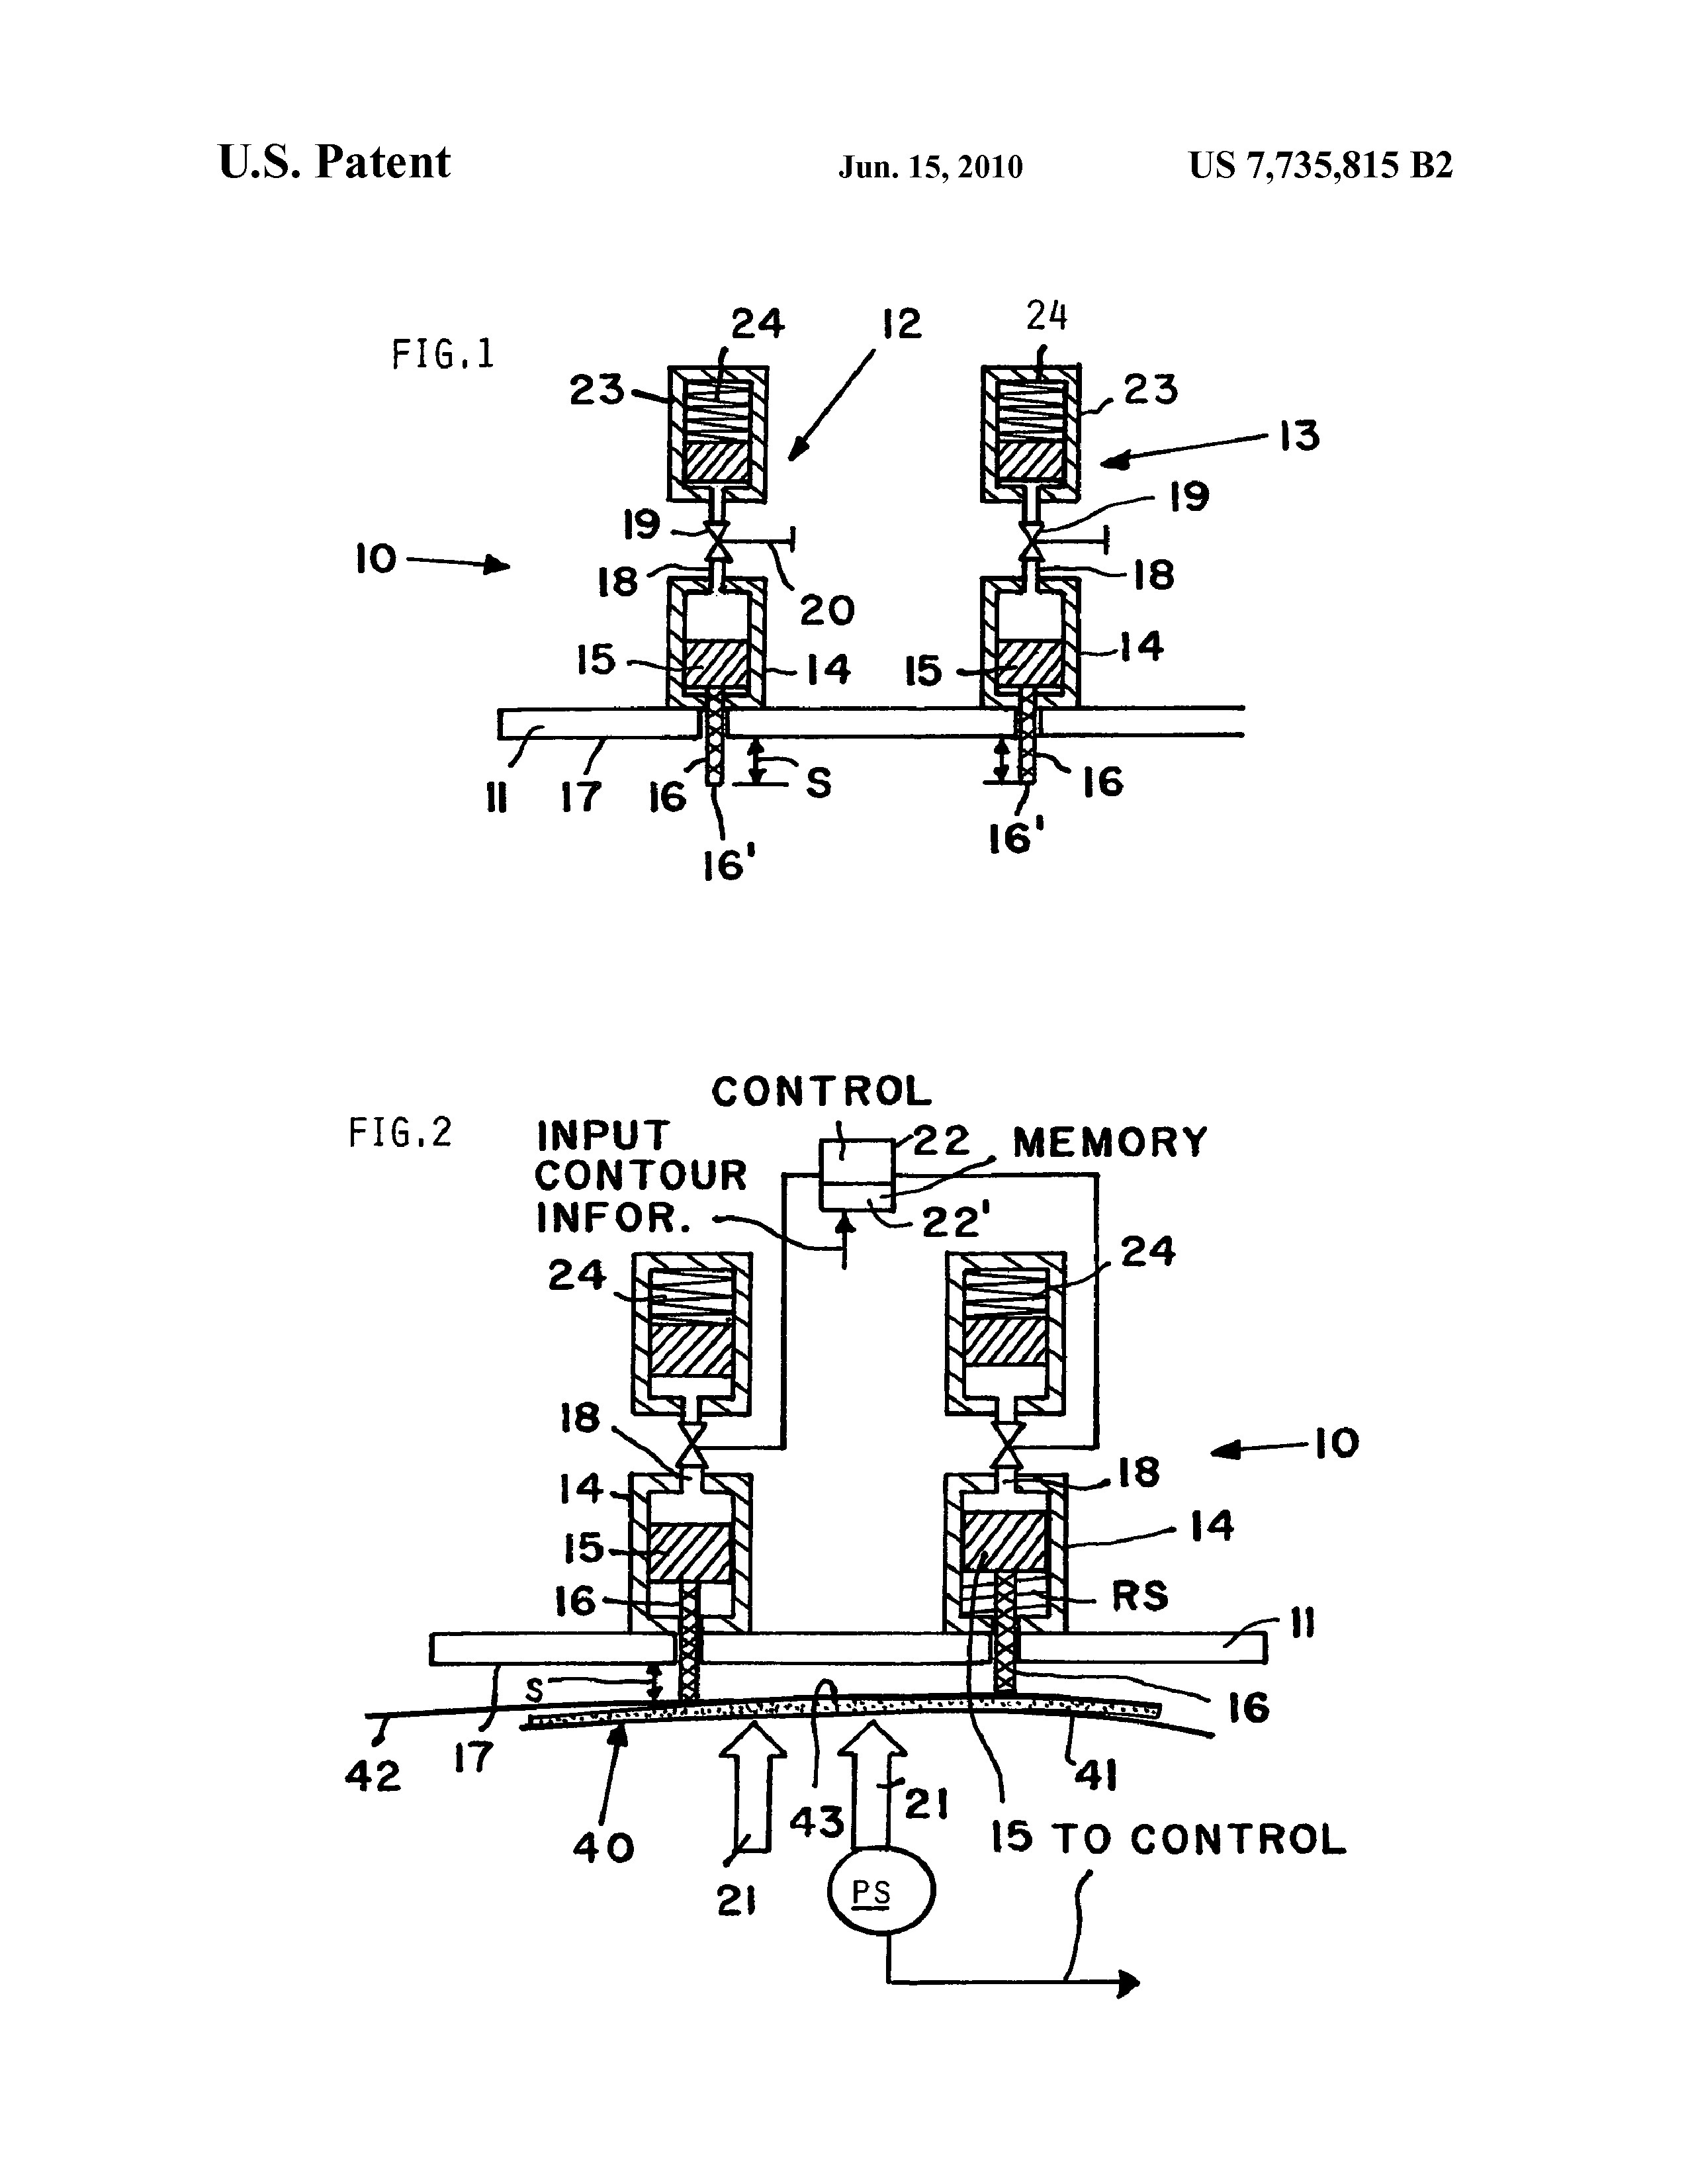 U.S. Patent Jun. 15, 2010 US 7,735,815 B2
FIG.1
24 12 24
23 23
13
19 19
10
18 20 18
15 14 15 14
11 17 16 S 16
16' 16'
CONTROL
FIG.2
INPUT 22 MEMORY
CONTOUR
INFOR. 22'
24 24
18 10
14 18
15 14
16 RS
11
S
16
42 17 41
43 21
40 15 TO CONTROL
21 PS